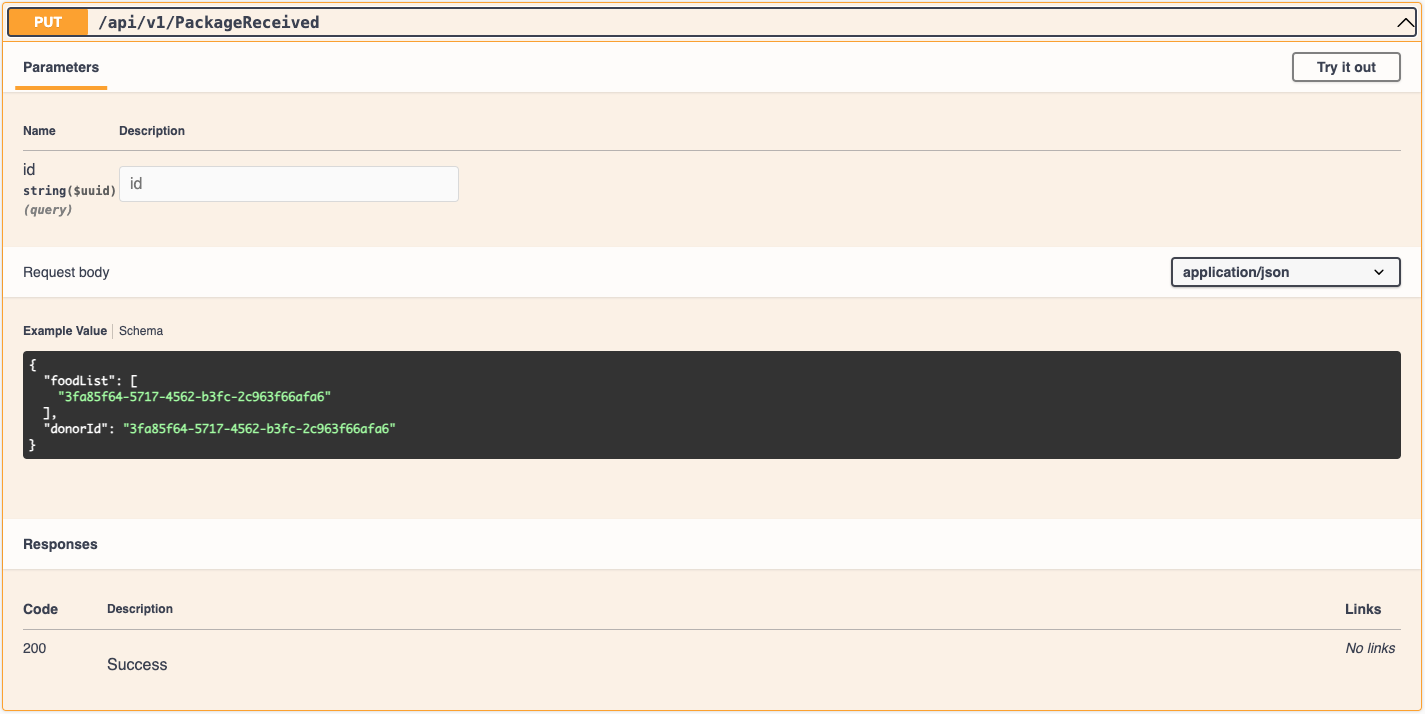 PUT /api/v1/PackageReceived
Parameters Try it out
Name Description
id id
string($uuid)
(query)
Request body application/json
Example Value Schema
{
  "foodList": [
    "3fa85f64-5717-4562-b3fc-2c963f66afa6"
  ],
  "donorId": "3fa85f64-5717-4562-b3fc-2c963f66afa6"
}
Responses
Code Description Links
200 No links
Success